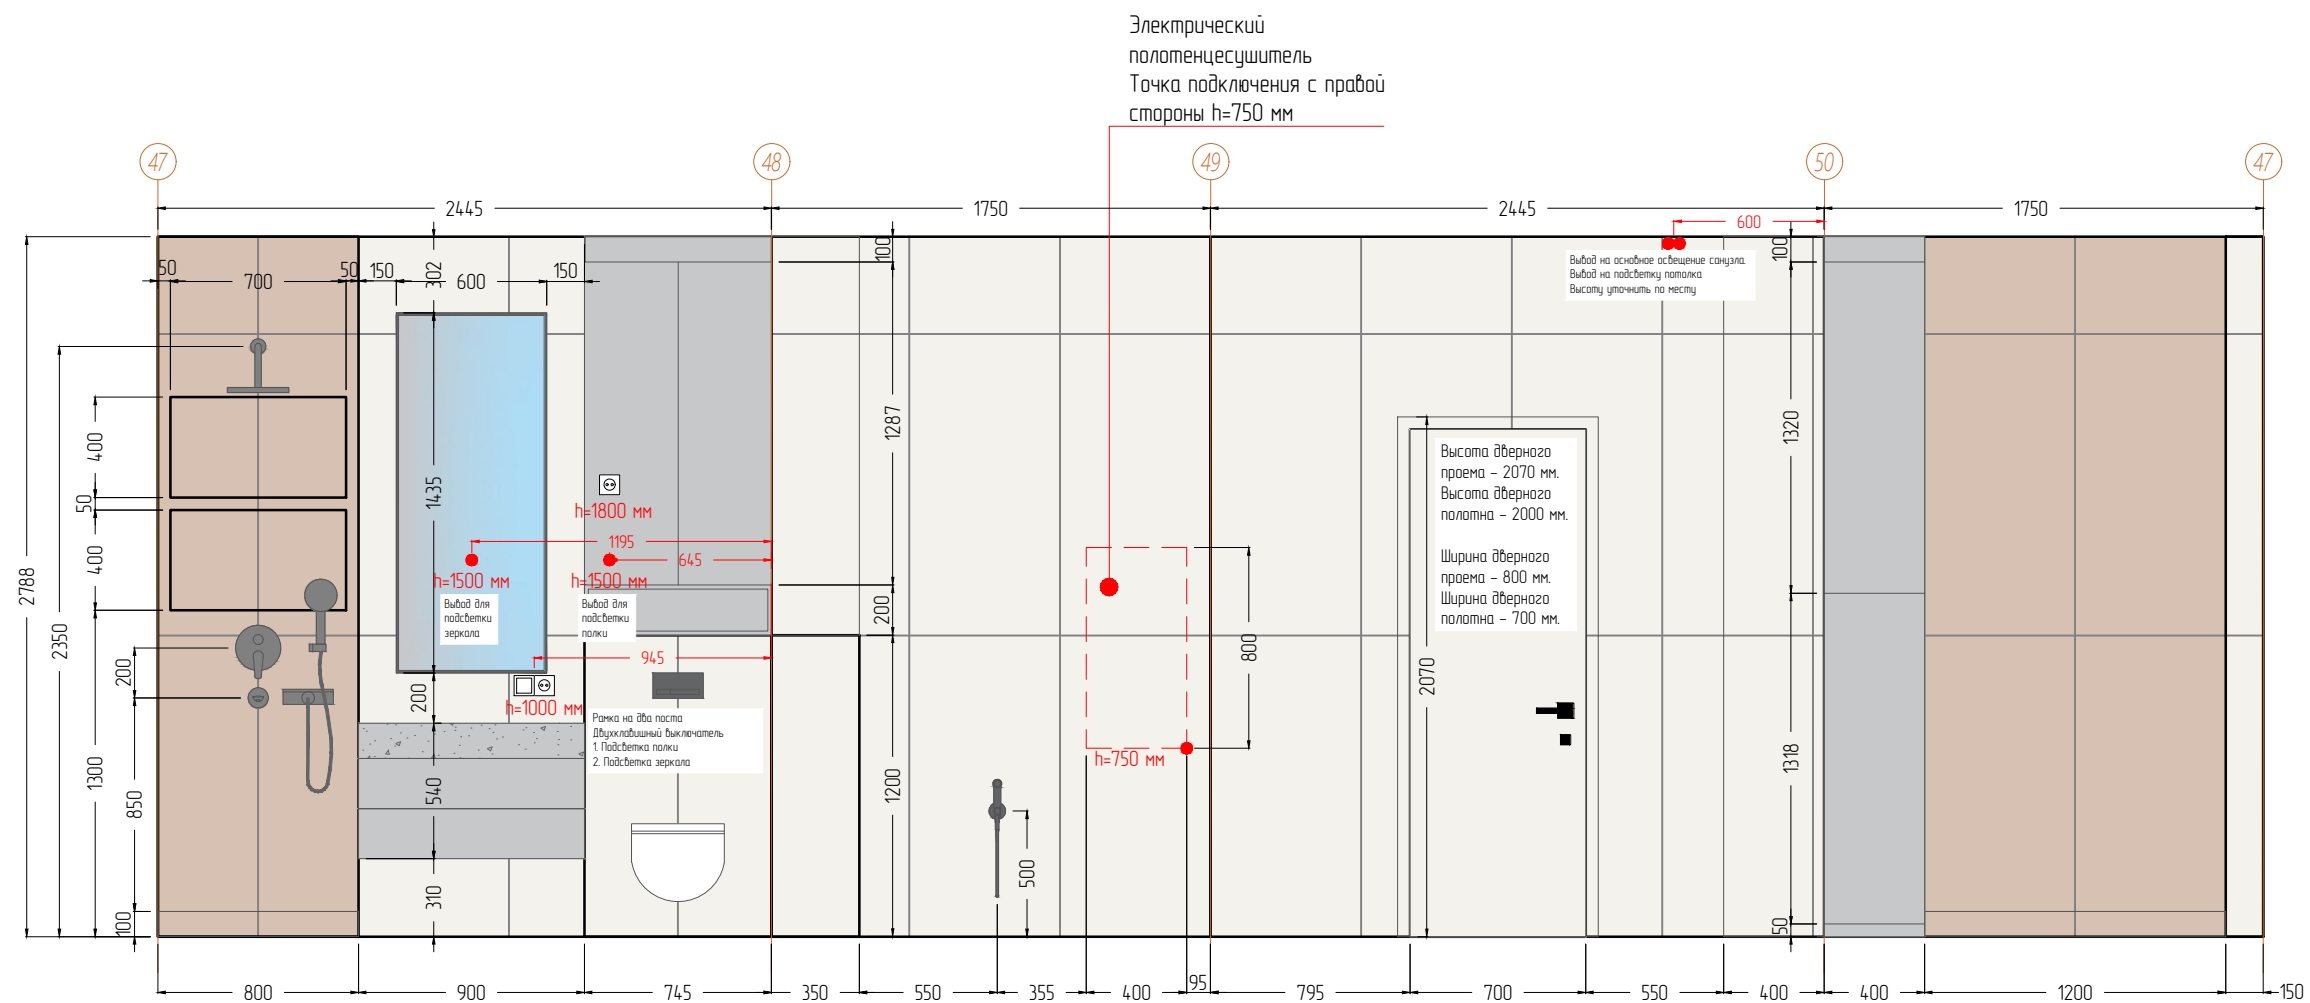 Электрический
полотенцесушитель
Точка подключения с правой
стороны h=750 мм
47
48
49
50
47
2445
1750
2445
1750
600
50
700
50
150
302
600
150
100
100
Вывод на основное освещение санузла.
Вывод на подсветку потолка
Высоту уточнить по месту
400
50
400
2788
2350
200
1300
850
100
1435
h=1800 мм
1195
645
h=1500 мм
h=1500 мм
Вывод для
подсветки
зеркала
Вывод для
подсветки
полки
945
200
h=1000 мм
Рамка на два поста
Двухклавишный выключатель
1. Подсветка полки
2. Подсветка зеркала
540
310
1287
200
1200
500
800
h=750 мм
Высота дверного
проема – 2070 мм.
Высота дверного
полотна – 2000 мм.
Ширина дверного
проема – 800 мм.
Ширина дверного
полотна – 700 мм.
2070
1320
1318
50
800
900
745
350
550
355
400
95
795
700
550
400
400
1200
150